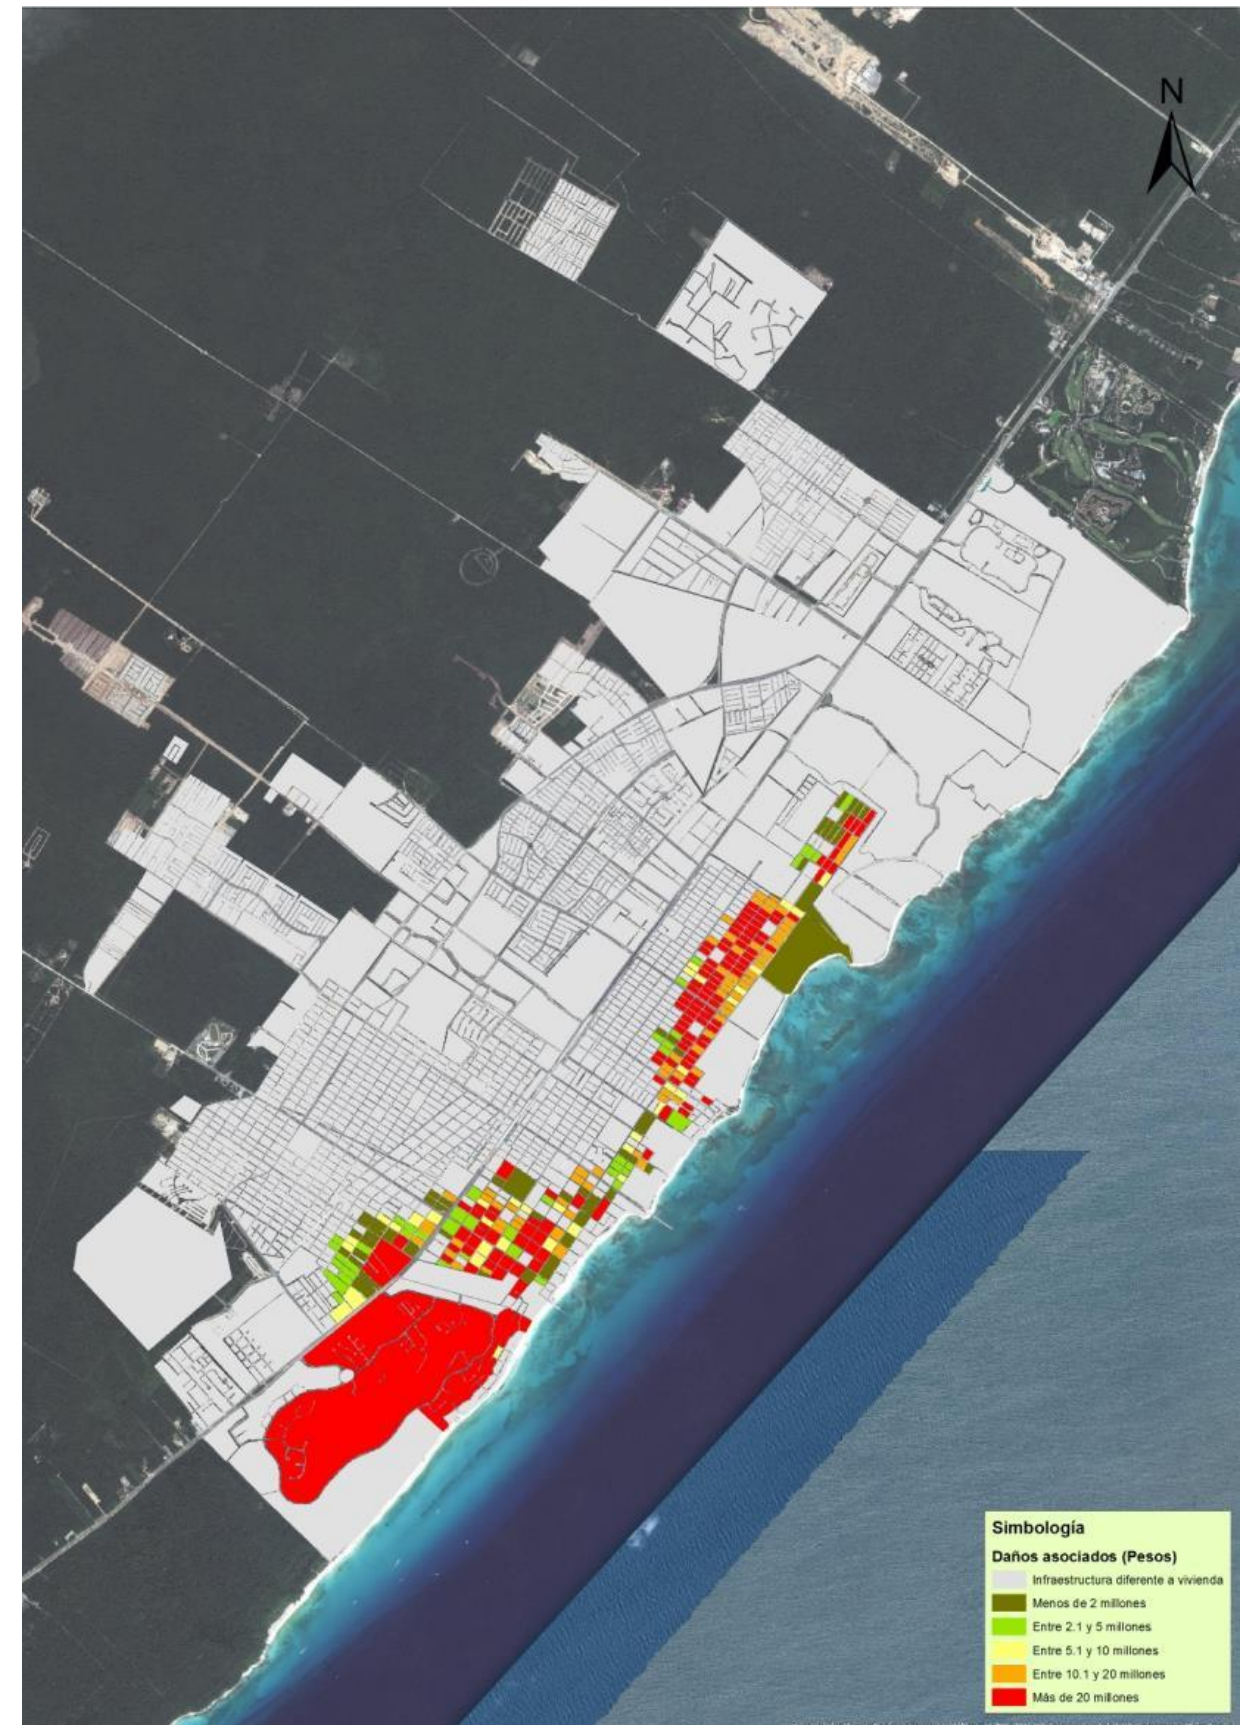 N
Simbología
Daños asociados (Pesos)
Infraestructura diferente a vivienda
Menos de 2 millones
Entre 2.1 y 5 millones
Entre 5.1 y 10 millones
Entre 10.1 y 20 millones
Más de 20 millones